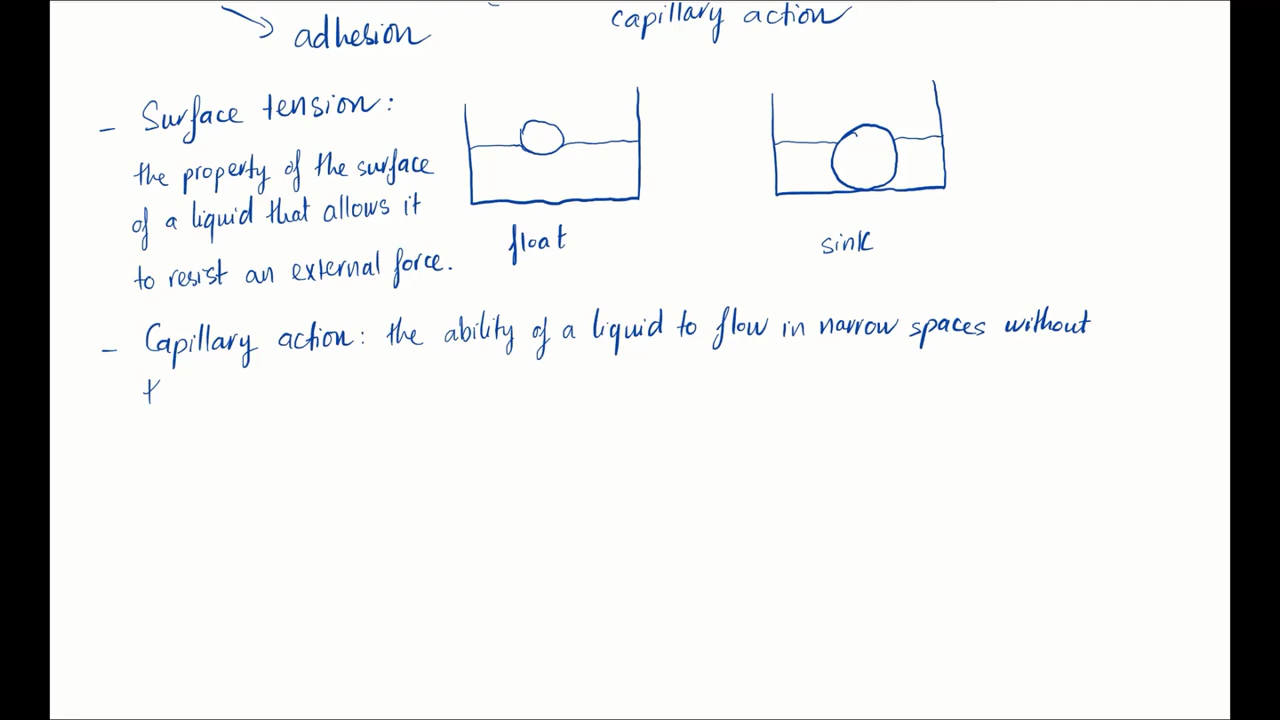 capillary action
adhesion
- Surface tension:
the property of the surface
of a liquid that allows it
to resist an external force.
float
sink
- Capillary action: the ability of a liquid to flow in narrow spaces without
t